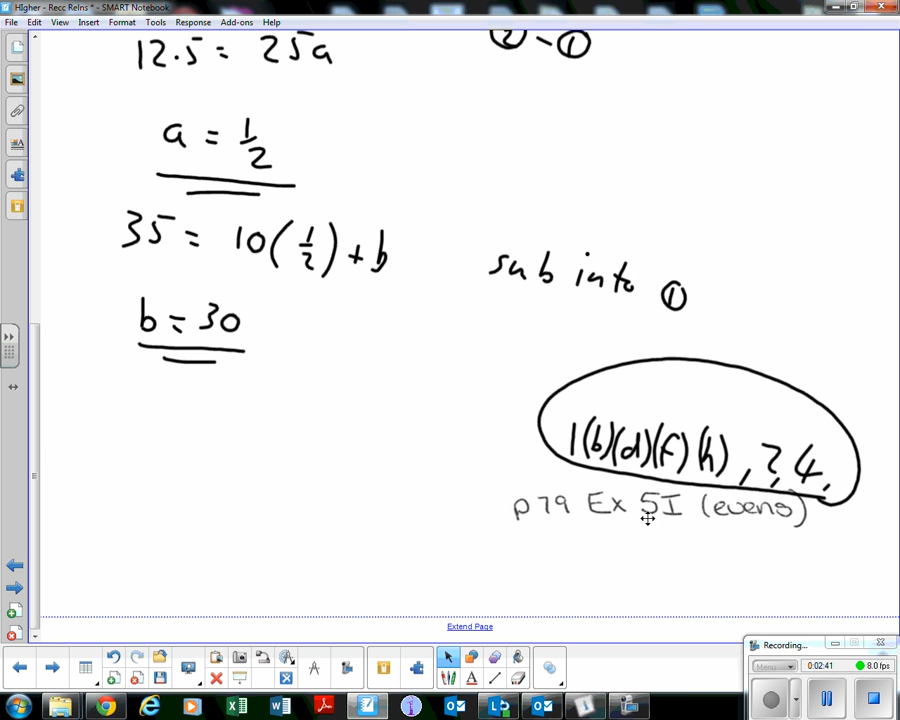 HIgher - Recc Relns * - SMART Notebook
File Edit View Insert Format Tools Response Add-ons Help
12.5 = 25a ② - ①
a = 1/2
35 = 10(1/2) + b sub into ①
b = 30
1(b)(d)(f)(h), 2, 4.
p79 Ex 5I (evens)
Extend Page
Recording...
Menu
0:02:41 8.0 fps